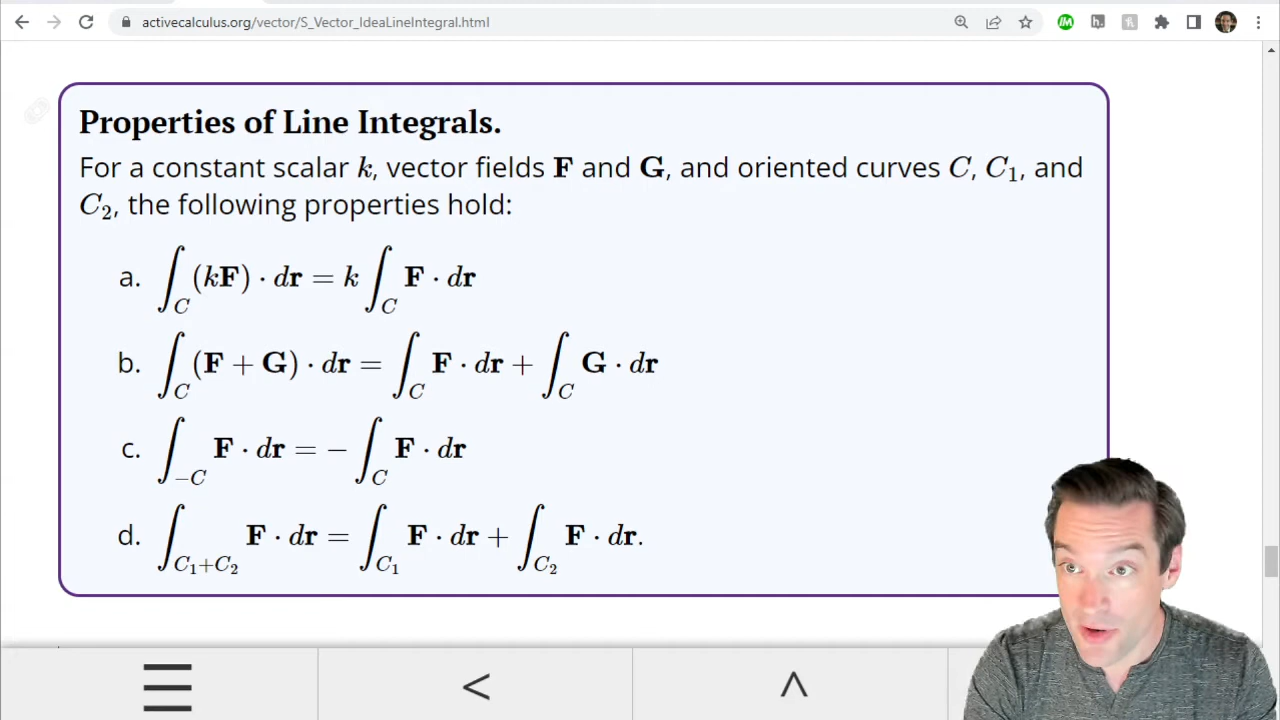 activecalculus.org/vector/S_Vector_IdeaLineIntegral.html
Properties of Line Integrals.
For a constant scalar k, vector fields F and G, and oriented curves C, C₁, and
C₂, the following properties hold:
a. ∫_C (kF) · dr = k ∫_C F · dr
b. ∫_C (F + G) · dr = ∫_C F · dr + ∫_C G · dr
c. ∫_{−C} F · dr = − ∫_C F · dr
d. ∫_{C₁+C₂} F · dr = ∫_{C₁} F · dr + ∫_{C₂} F · dr.